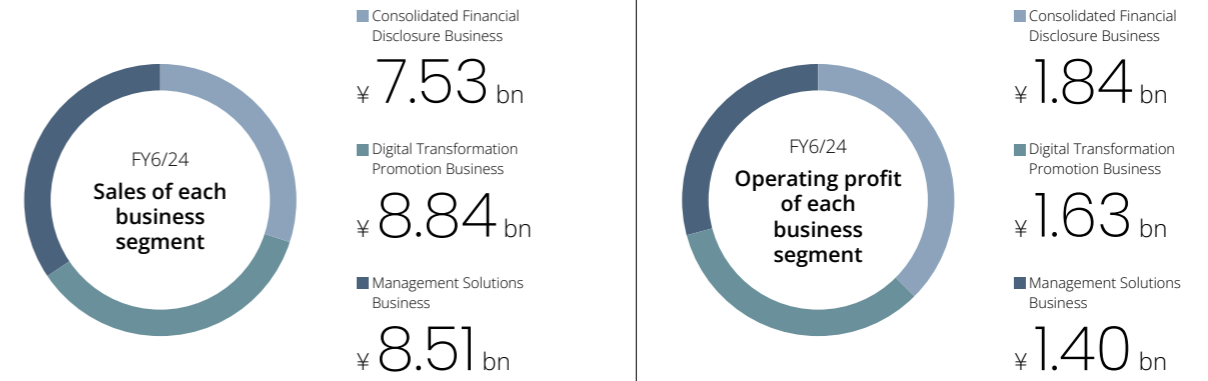 FY6/24
Sales of each
business
segment
Consolidated Financial
Disclosure Business
¥ 7.53 bn
Digital Transformation
Promotion Business
¥ 8.84 bn
Management Solutions
Business
¥ 8.51 bn
FY6/24
Operating profit
of each
business
segment
Consolidated Financial
Disclosure Business
¥ 1.84 bn
Digital Transformation
Promotion Business
¥ 1.63 bn
Management Solutions
Business
¥ 1.40 bn